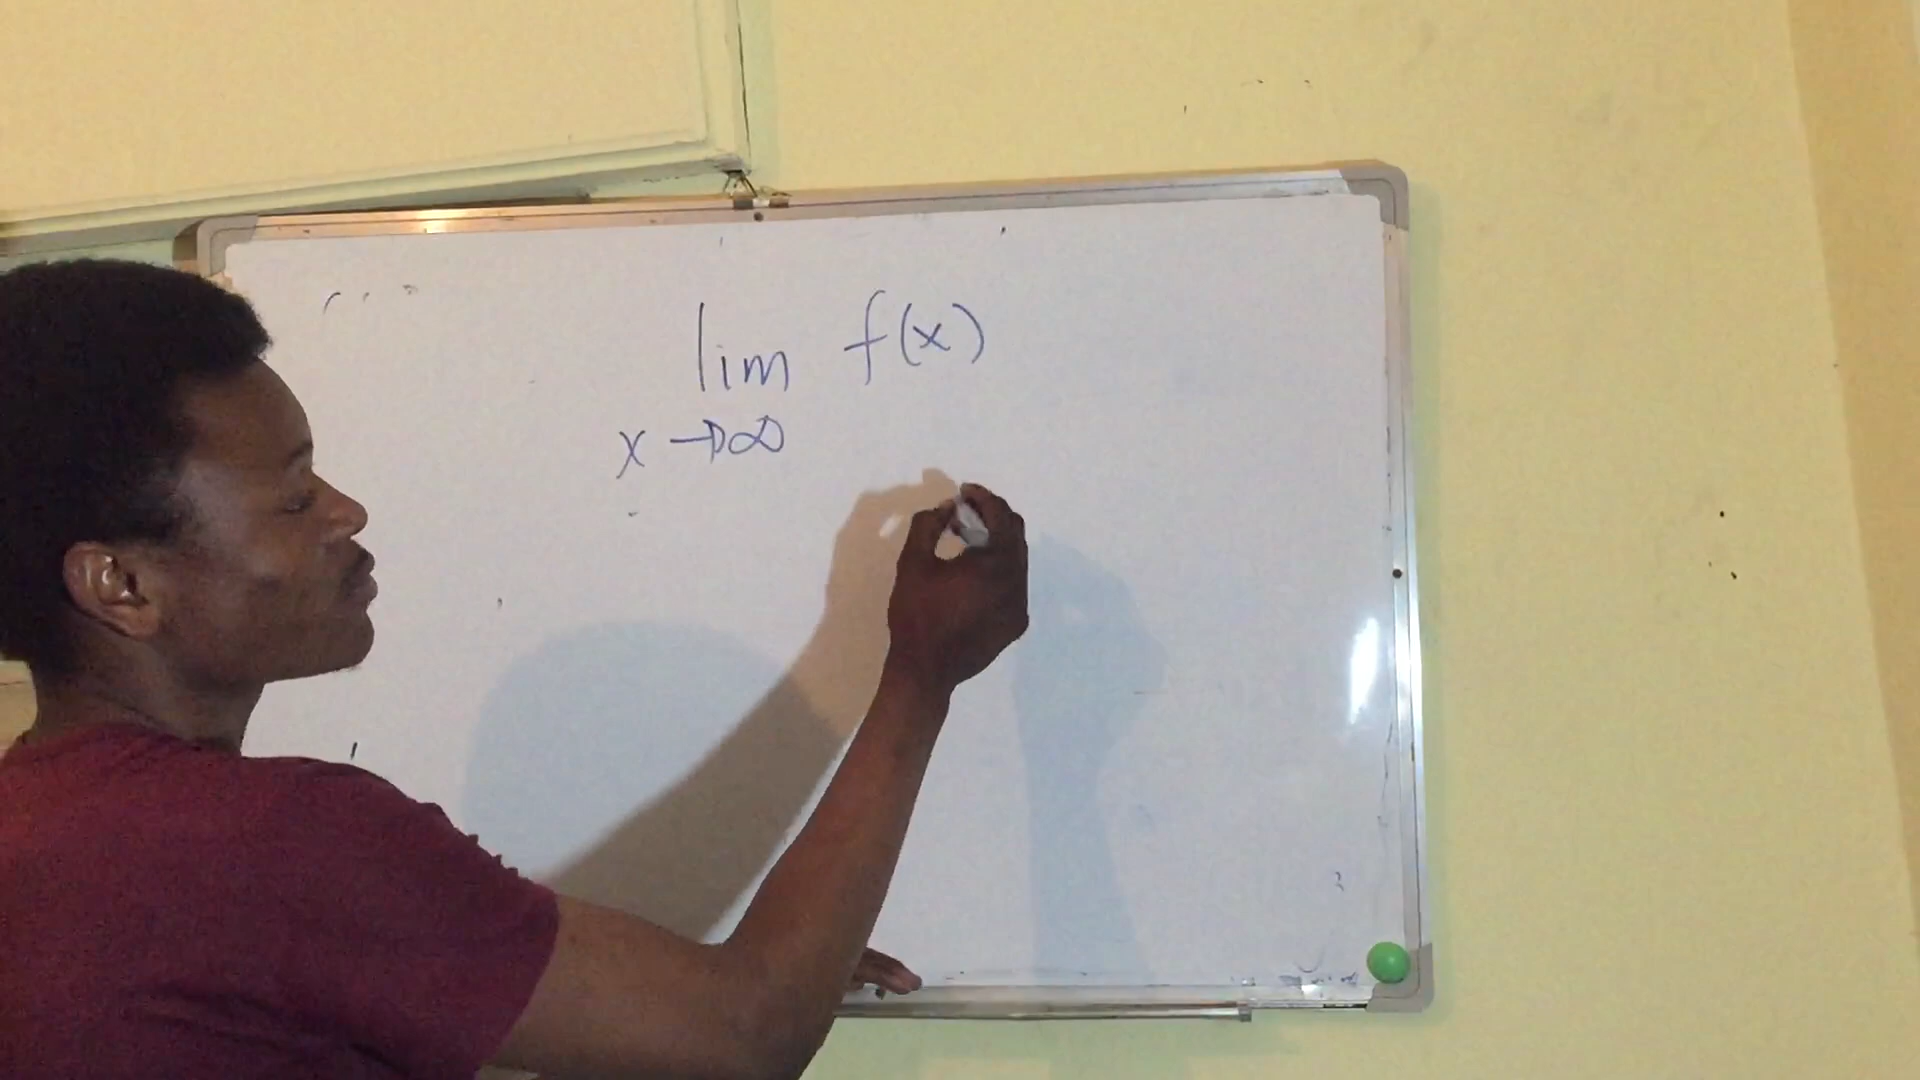 lim f(x)
x →∞